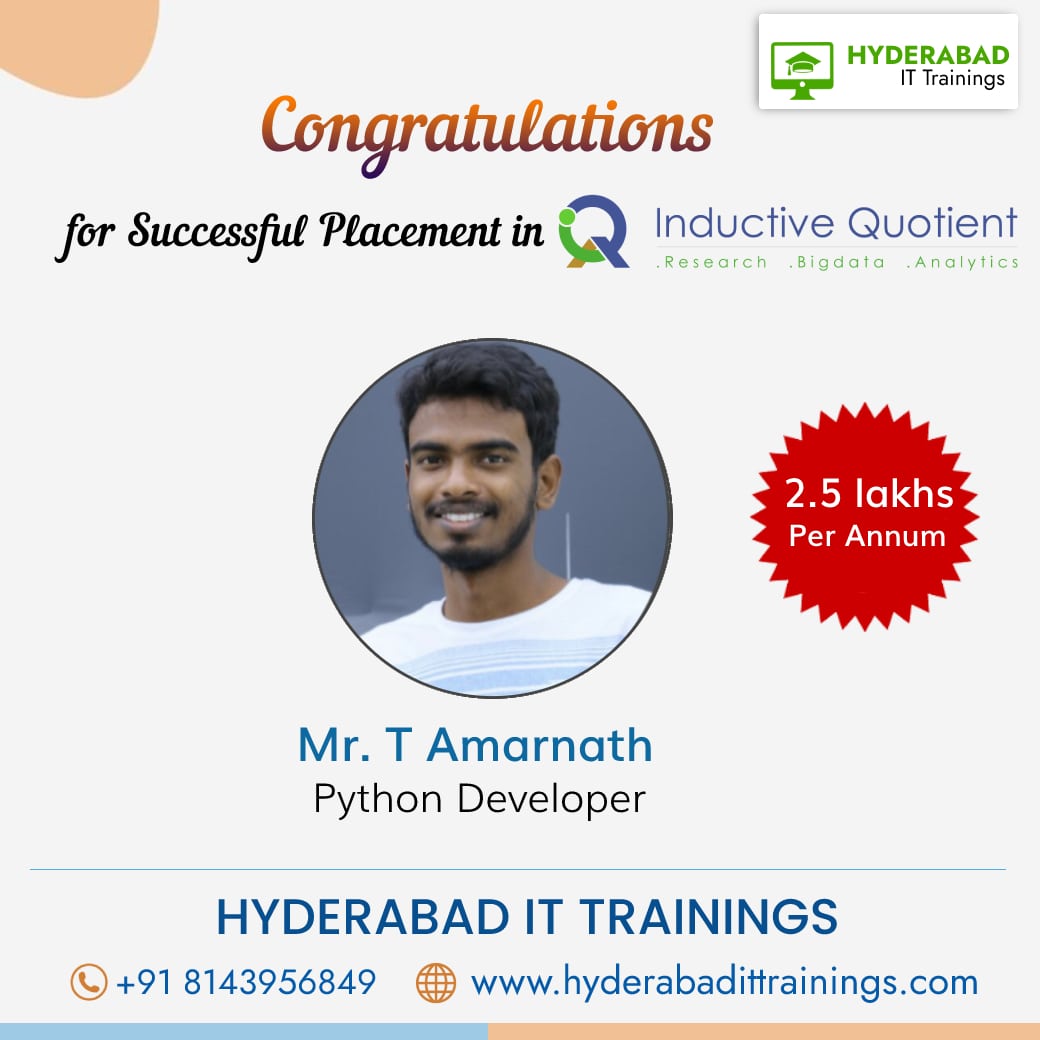 HYDERABAD
IT Trainings
Congratulations
for Successful Placement in
iQ Inductive Quotient
.Research .Bigdata .Analytics
2.5 lakhs
Per Annum
Mr. T Amarnath
Python Developer
HYDERABAD IT TRAININGS
+91 8143956849 www.hyderabadittrainings.com